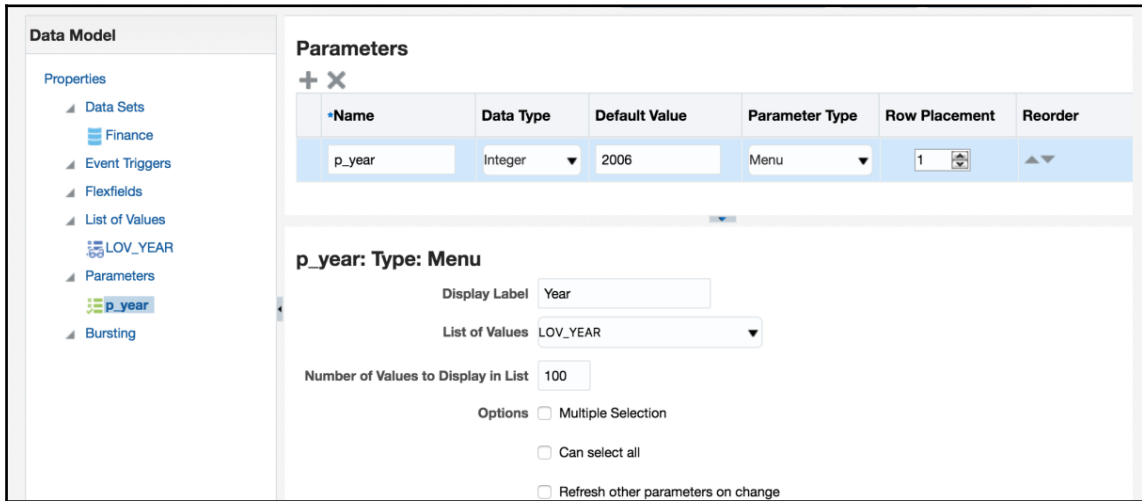 Data Model
Properties
Data Sets
Finance
Event Triggers
Flexfields
List of Values
LOV_YEAR
Parameters
p_year
Bursting
Parameters
*Name Data Type Default Value Parameter Type Row Placement Reorder
p_year Integer 2006 Menu 1
p_year: Type: Menu
Display Label Year
List of Values LOV_YEAR
Number of Values to Display in List 100
Options Multiple Selection
Can select all
Refresh other parameters on change